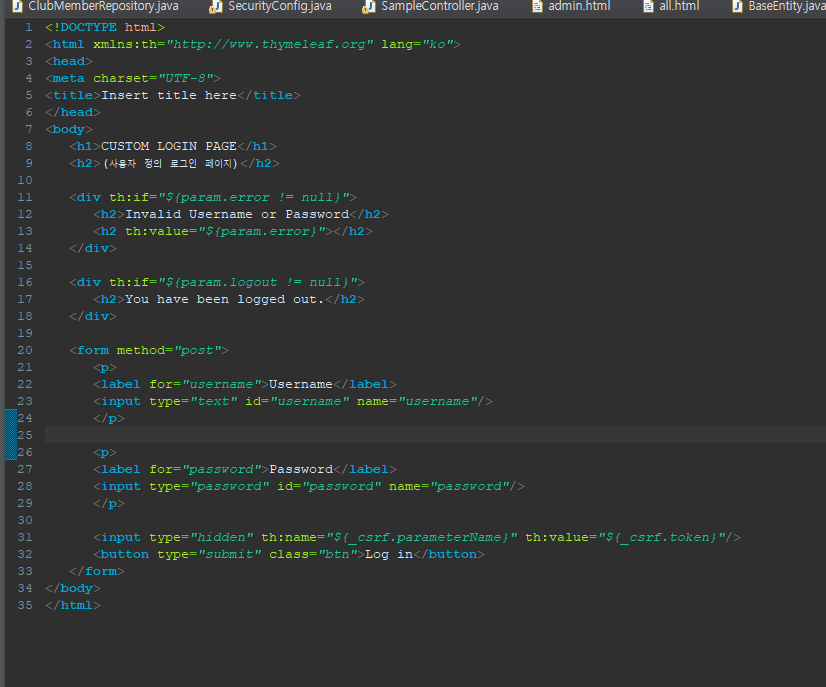 ClubMemberRepository.java SecurityConfig.java SampleController.java admin.html all.html BaseEntity.java
1 <!DOCTYPE html>
2 <html xmlns:th="http://www.thymeleaf.org" lang="ko">
3 <head>
4 <meta charset="UTF-8">
5 <title>Insert title here</title>
6 </head>
7 <body>
8 <h1>CUSTOM LOGIN PAGE</h1>
9 <h2>(사용자 정의 로그인 페이지)</h2>
10
11 <div th:if="${param.error != null}">
12 <h2>Invalid Username or Password</h2>
13 <h2 th:value="${param.error}"></h2>
14 </div>
15
16 <div th:if="${param.logout != null}">
17 <h2>You have been logged out.</h2>
18 </div>
19
20 <form method="post">
21 <p>
22 <label for="username">Username</label>
23 <input type="text" id="username" name="username"/>
24 </p>
25
26 <p>
27 <label for="password">Password</label>
28 <input type="password" id="password" name="password"/>
29 </p>
30
31 <input type="hidden" th:name="${_csrf.parameterName}" th:value="${_csrf.token}"/>
32 <button type="submit" class="btn">Log in</button>
33 </form>
34 </body>
35 </html>